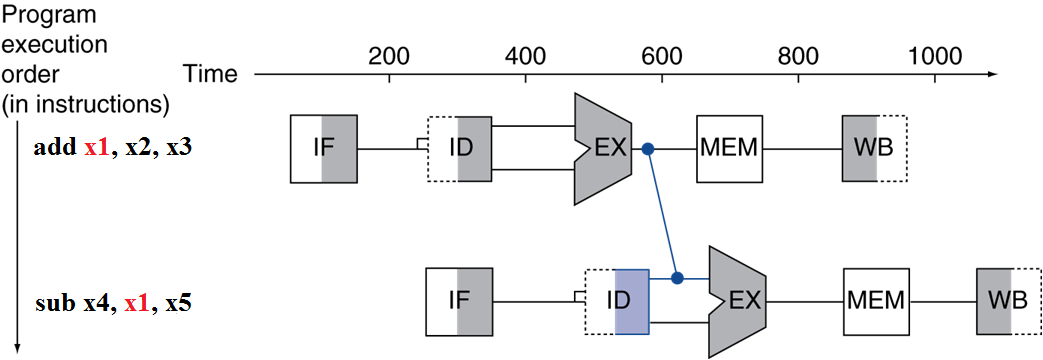 Program
execution
order
(in instructions)
Time
200 400 600 800 1000
add x1, x2, x3
IF ID EX MEM WB
sub x4, x1, x5
IF ID EX MEM WB